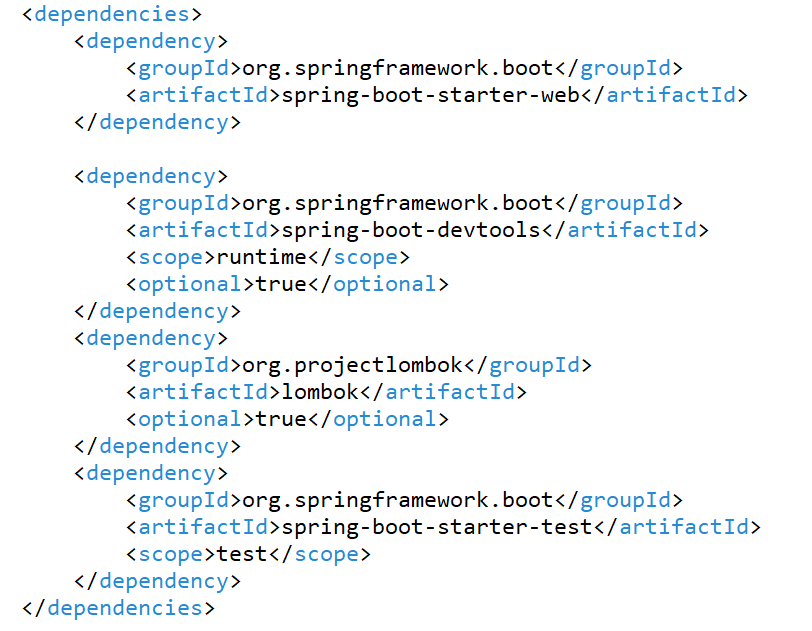 <dependencies>
    <dependency>
        <groupId>org.springframework.boot</groupId>
        <artifactId>spring-boot-starter-web</artifactId>
    </dependency>

    <dependency>
        <groupId>org.springframework.boot</groupId>
        <artifactId>spring-boot-devtools</artifactId>
        <scope>runtime</scope>
        <optional>true</optional>
    </dependency>
    <dependency>
        <groupId>org.projectlombok</groupId>
        <artifactId>lombok</artifactId>
        <optional>true</optional>
    </dependency>
    <dependency>
        <groupId>org.springframework.boot</groupId>
        <artifactId>spring-boot-starter-test</artifactId>
        <scope>test</scope>
    </dependency>
</dependencies>